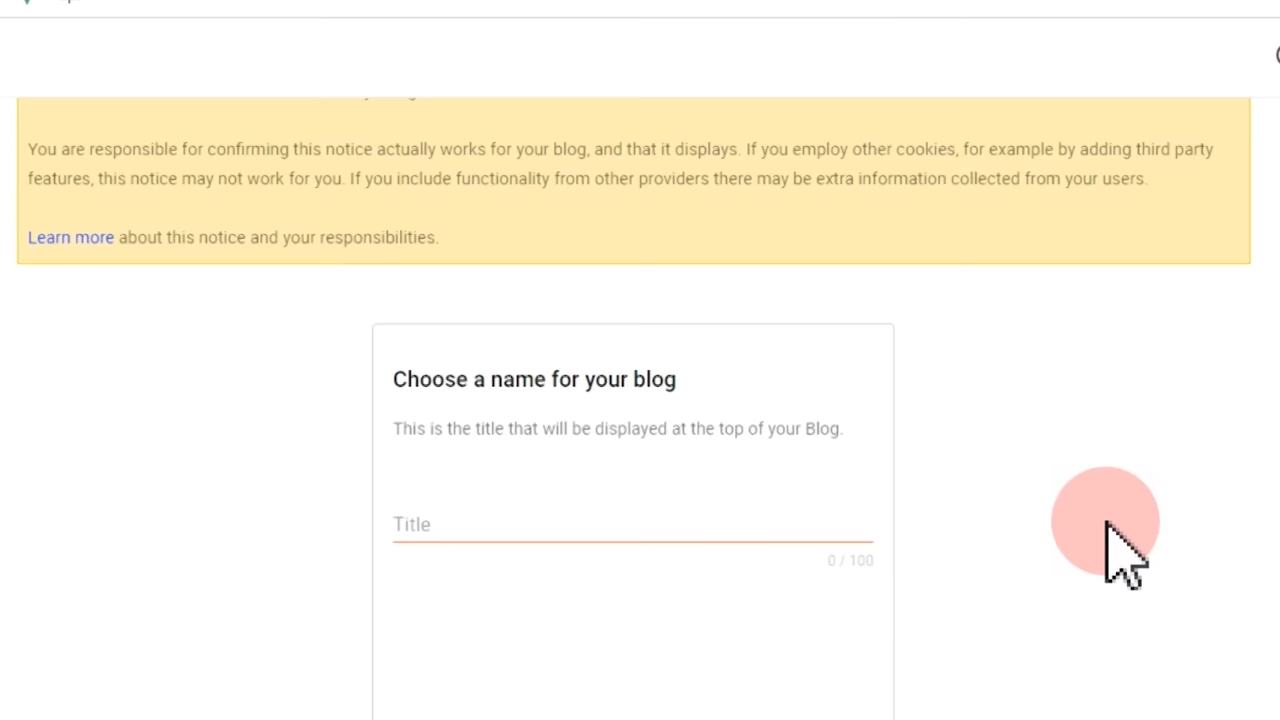 You are responsible for confirming this notice actually works for your blog, and that it displays. If you employ other cookies, for example by adding third party
features, this notice may not work for you. If you include functionality from other providers there may be extra information collected from your users.
Learn more about this notice and your responsibilities.
Choose a name for your blog
This is the title that will be displayed at the top of your Blog.
Title
0 / 100